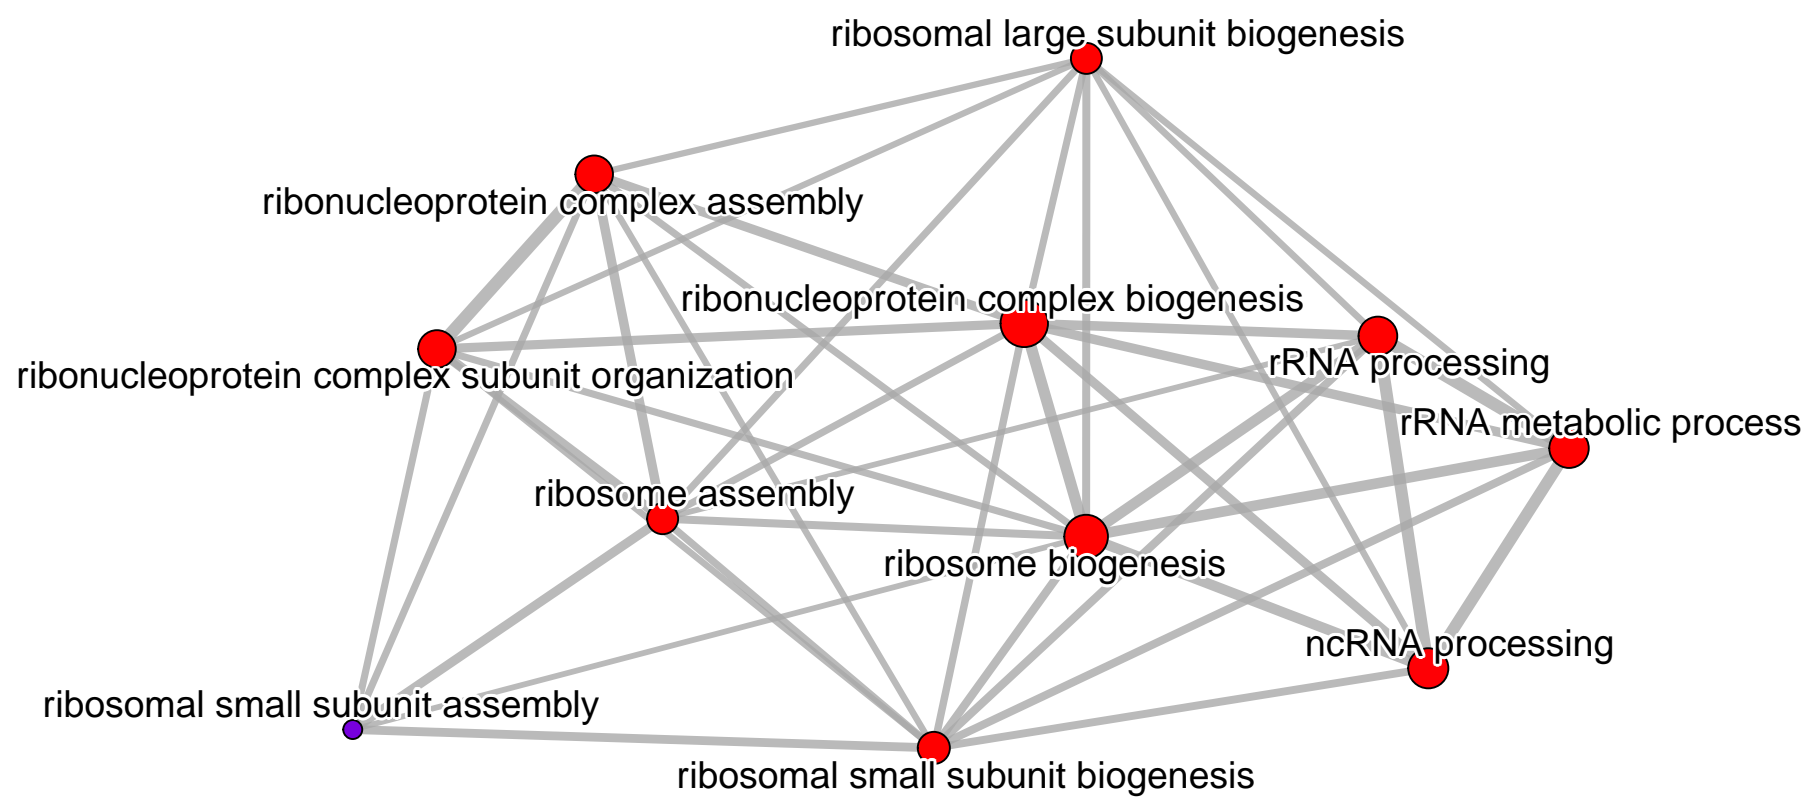 ribosomal large subunit biogenesis
ribonucleoprotein complex assembly
ribonucleoprotein complex biogenesis
rRNA processing
ribonucleoprotein complex subunit organization
rRNA metabolic process
ribosome assembly
ribosome biogenesis
ncRNA processing
ribosomal small subunit assembly
ribosomal small subunit biogenesis